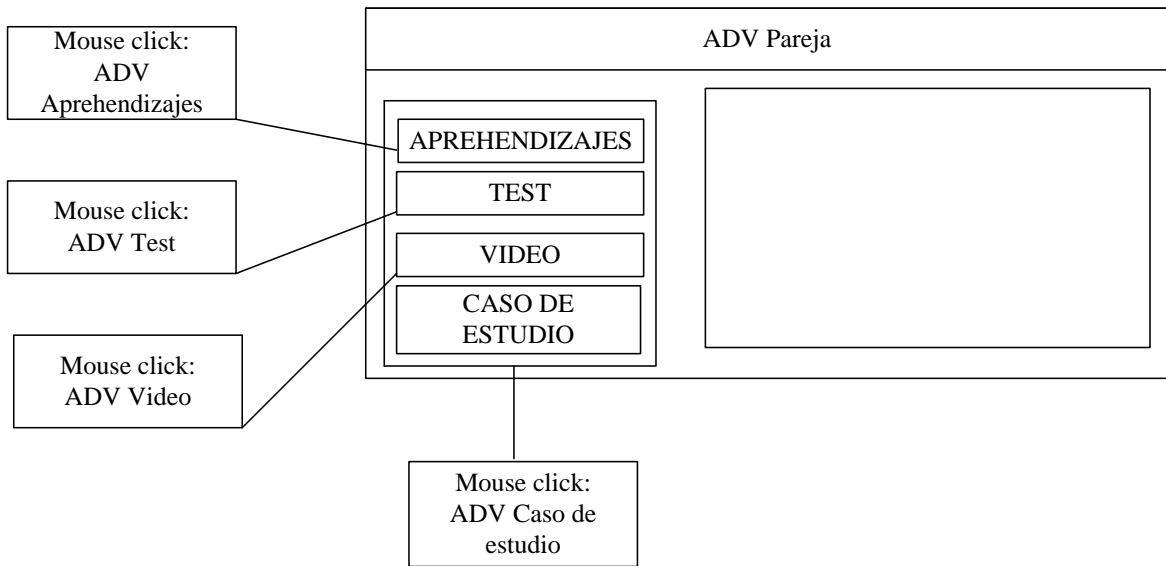 Mouse click:
ADV
Aprehendizajes
ADV Pareja
APREHENDIZAJES
Mouse click:
ADV Test
TEST
VIDEO
CASO DE
ESTUDIO
Mouse click:
ADV Video
Mouse click:
ADV Caso de
estudio